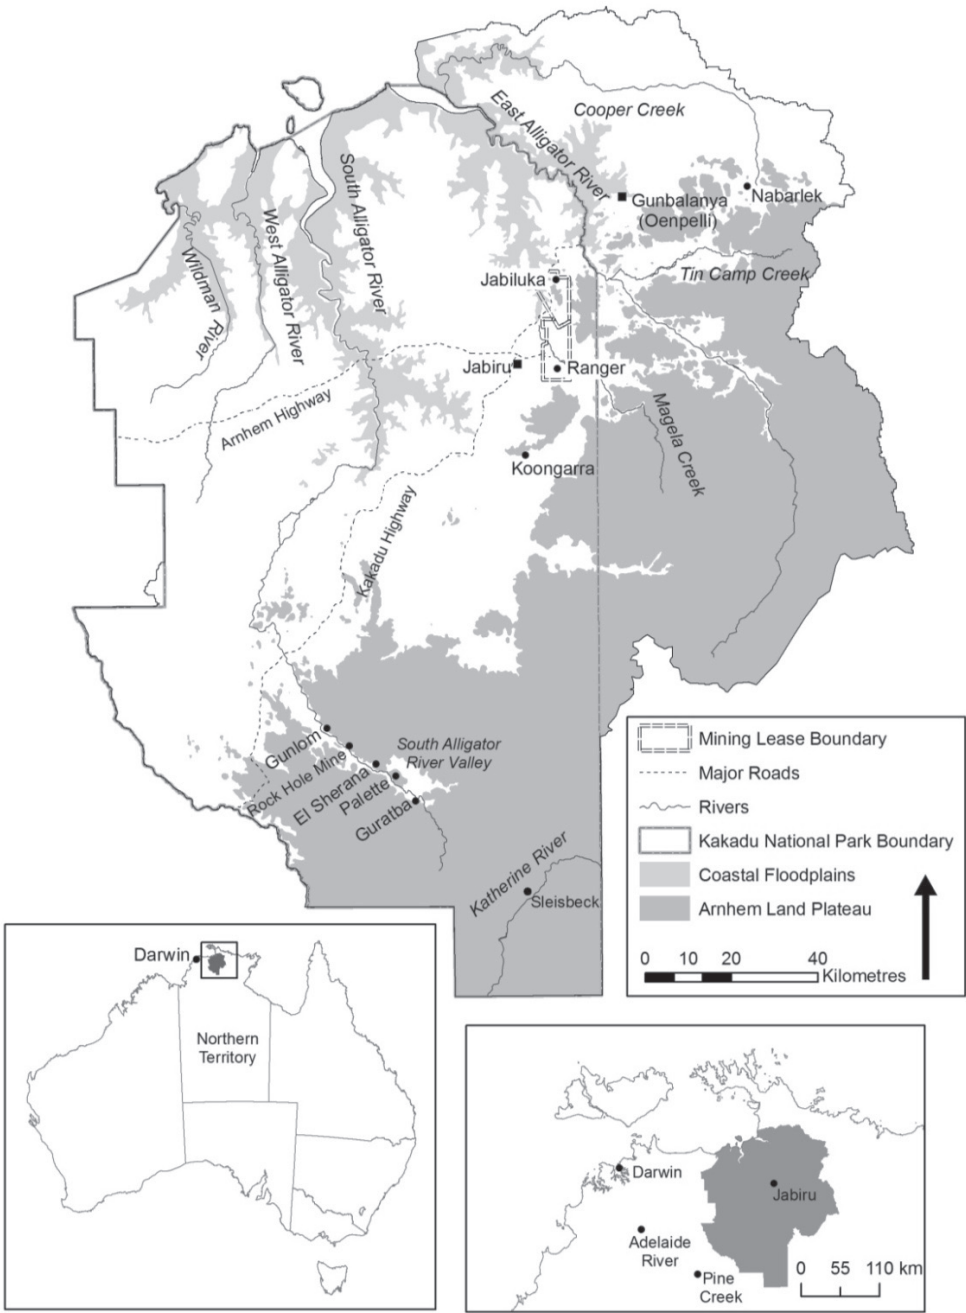 East Alligator River
Cooper Creek
South Alligator River
West Alligator River
Wildman River
Gunbalanya
(Oenpelli)
Nabarlek
Tin Camp Creek
Jabiluka
Jabiru
Ranger
Arnhem Highway
Magela Creek
Koongarra
Kakadu Highway
Gunlom
Rock Hole Mine
El Sherana
Palette
Guratba
South Alligator
River Valley
Katherine River
Sleisbeck
Mining Lease Boundary
Major Roads
Rivers
Kakadu National Park Boundary
Coastal Floodplains
Arnhem Land Plateau
0 10 20 40
Kilometres
Darwin
Northern
Territory
Darwin
Jabiru
Adelaide
River
Pine
Creek
0 55 110 km